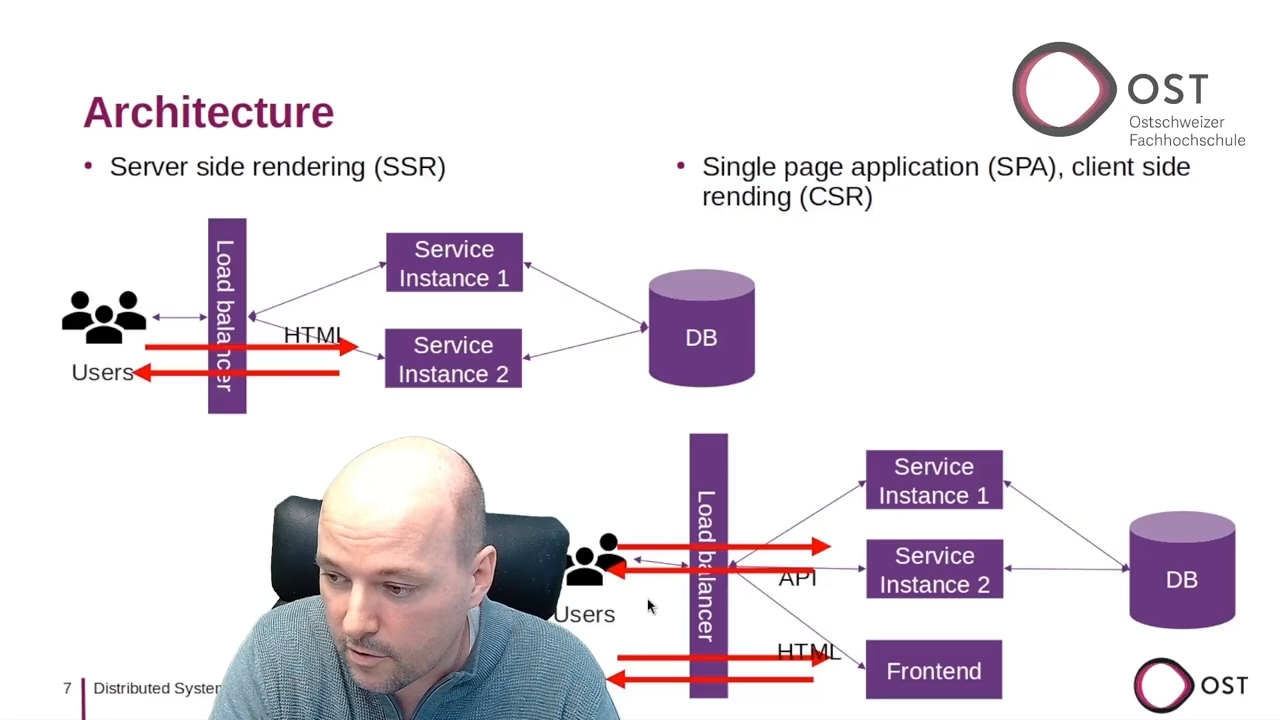 OST
Ostschweizer
Fachhochschule
Architecture
• Server side rendering (SSR)
• Single page application (SPA), client side
rending (CSR)
Load balancer
Service
Instance 1
HTML
Service
Instance 2
DB
Users
Load balancer
Service
Instance 1
Service
Instance 2
API
DB
Users
HTML
Frontend
7
Distributed
OST